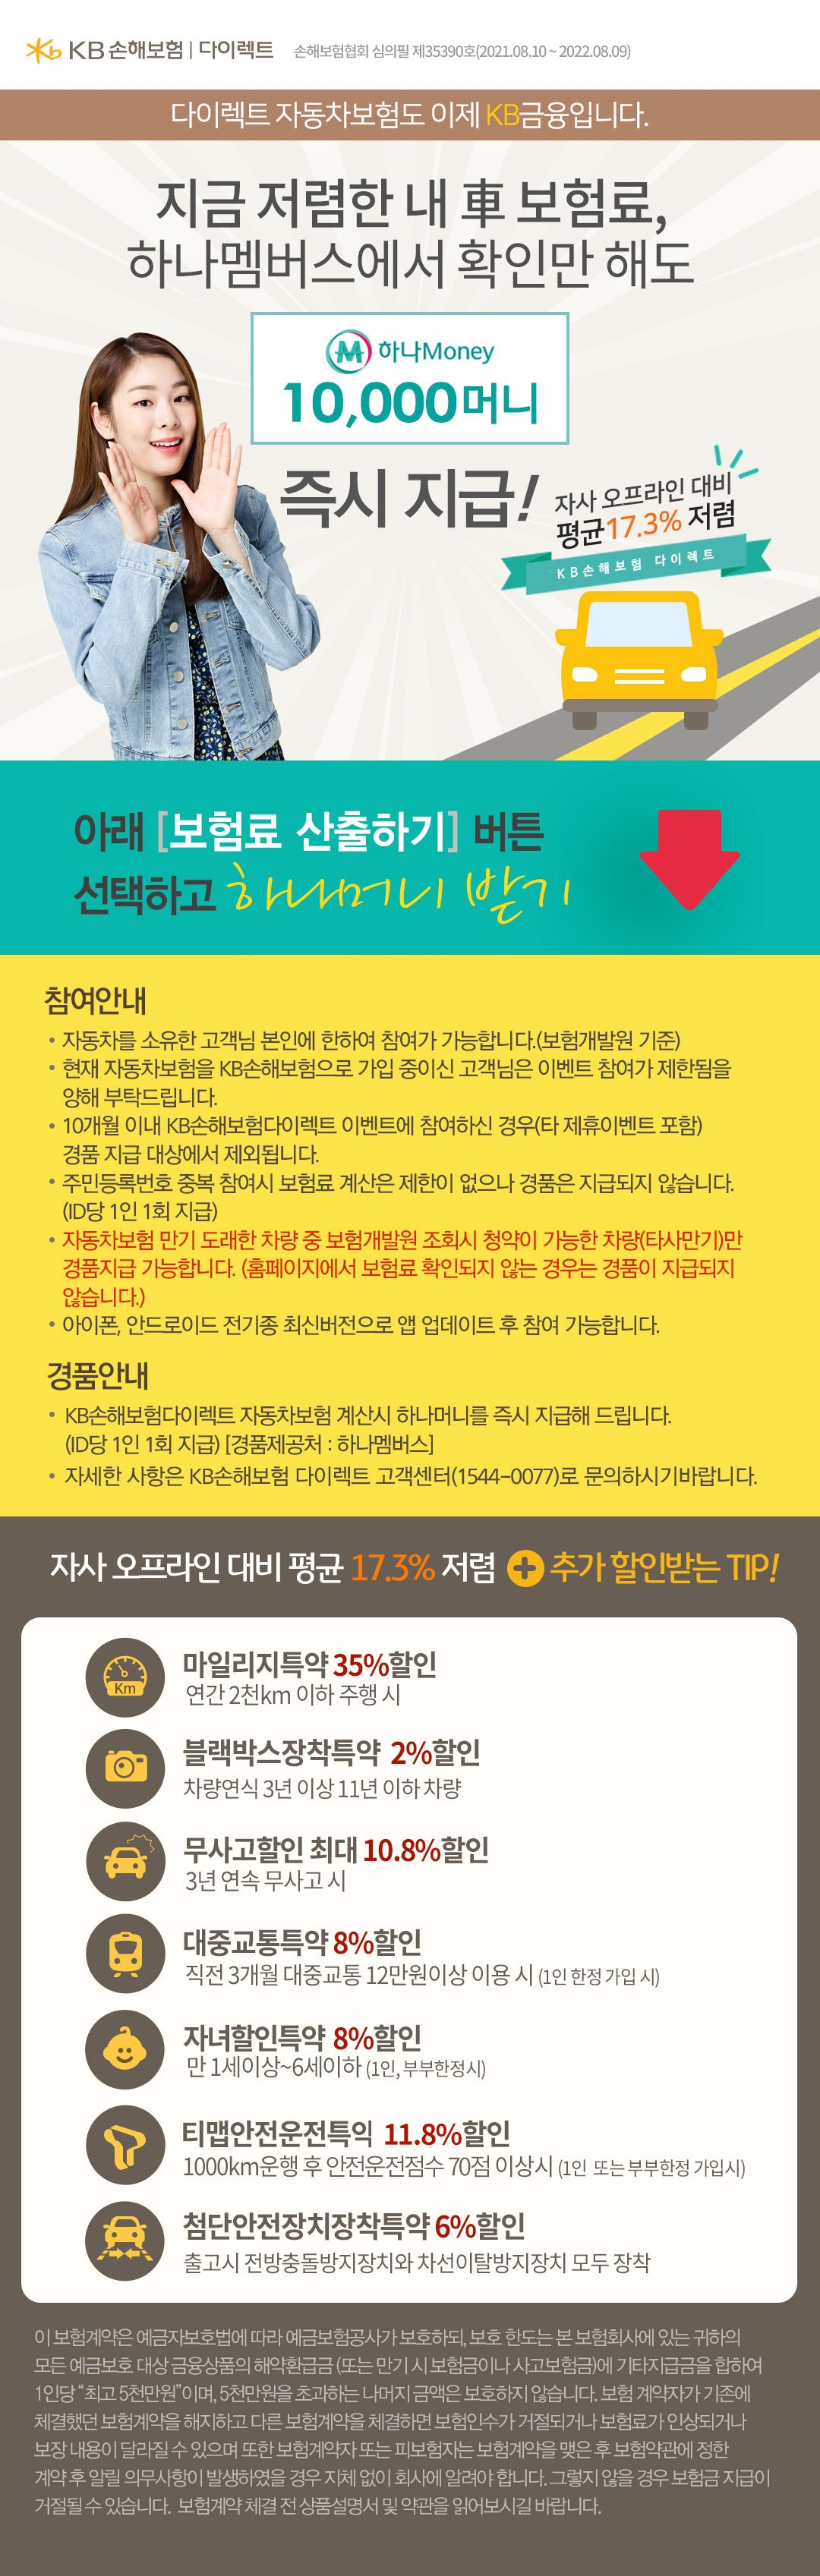 KB 손해보험 | 다이렉트 손해보험협회 심의필 제35390호(2021.08.10 ~ 2022.08.09)
다이렉트 자동차보험도 이제 KB금융입니다.
지금 저렴한 내 車 보험료,
하나멤버스에서 확인만 해도
하나Money
10,000머니
즉시 지급!
자사 오프라인 대비
평균17.3% 저렴
KB손해보험 다이렉트
아래 [보험료 산출하기] 버튼
선택하고 하나머니 받기
참여안내
• 자동차를 소유한 고객님 본인에 한하여 참여가 가능합니다.(보험개발원 기준)
• 현재 자동차보험을 KB손해보험으로 가입 중이신 고객님은 이벤트 참여가 제한됨을
양해 부탁드립니다.
• 10개월 이내 KB손해보험다이렉트 이벤트에 참여하신 경우(타 제휴이벤트 포함)
경품 지급 대상에서 제외됩니다.
• 주민등록번호 중복 참여시 보험료 계산은 제한이 없으나 경품은 지급되지 않습니다.
(ID당 1인 1회 지급)
• 자동차보험 만기 도래한 차량 중 보험개발원 조회시 청약이 가능한 차량(타사만기)만
경품지급 가능합니다. (홈페이지에서 보험료 확인되지 않는 경우는 경품이 지급되지
않습니다.)
• 아이폰, 안드로이드 전기종 최신버전으로 앱 업데이트 후 참여 가능합니다.
경품안내
• KB손해보험다이렉트 자동차보험 계산시 하나머니를 즉시 지급해 드립니다.
(ID당 1인 1회 지급) [경품제공처 : 하나멤버스]
• 자세한 사항은 KB손해보험 다이렉트 고객센터(1544-0077)로 문의하시기바랍니다.
자사 오프라인 대비 평균 17.3% 저렴 + 추가 할인받는 TIP!
Km
마일리지특약 35%할인
연간 2천km 이하 주행 시
블랙박스장착특약 2%할인
차량연식 3년 이상 11년 이하 차량
무사고할인 최대 10.8%할인
3년 연속 무사고 시
대중교통특약 8%할인
직전 3개월 대중교통 12만원이상 이용 시 (1인 한정 가입 시)
자녀할인특약 8%할인
만 1세이상~6세이하 (1인, 부부한정시)
티맵안전운전특익 11.8%할인
1000km운행 후 안전운전점수 70점 이상시 (1인 또는 부부한정 가입시)
첨단안전장치장착특약 6%할인
출고시 전방충돌방지장치와 차선이탈방지장치 모두 장착
이 보험계약은 예금자보호법에 따라 예금보험공사가 보호하되, 보호 한도는 본 보험회사에 있는 귀하의
모든 예금보호 대상 금융상품의 해약환급금 (또는 만기 시 보험금이나 사고보험금)에 기타지급금을 합하여
1인당 “최고 5천만원”이며, 5천만원을 초과하는 나머지 금액은 보호하지 않습니다. 보험 계약자가 기존에
체결했던 보험계약을 해지하고 다른 보험계약을 체결하면 보험인수가 거절되거나 보험료가 인상되거나
보장 내용이 달라질 수 있으며 또한 보험계약자 또는 피보험자는 보험계약을 맺은 후 보험약관에 정한
계약 후 알릴 의무사항이 발생하였을 경우 지체 없이 회사에 알려야 합니다. 그렇지 않을 경우 보험금 지급이
거절될 수 있습니다. 보험계약 체결 전 상품설명서 및 약관을 읽어보시길 바랍니다.